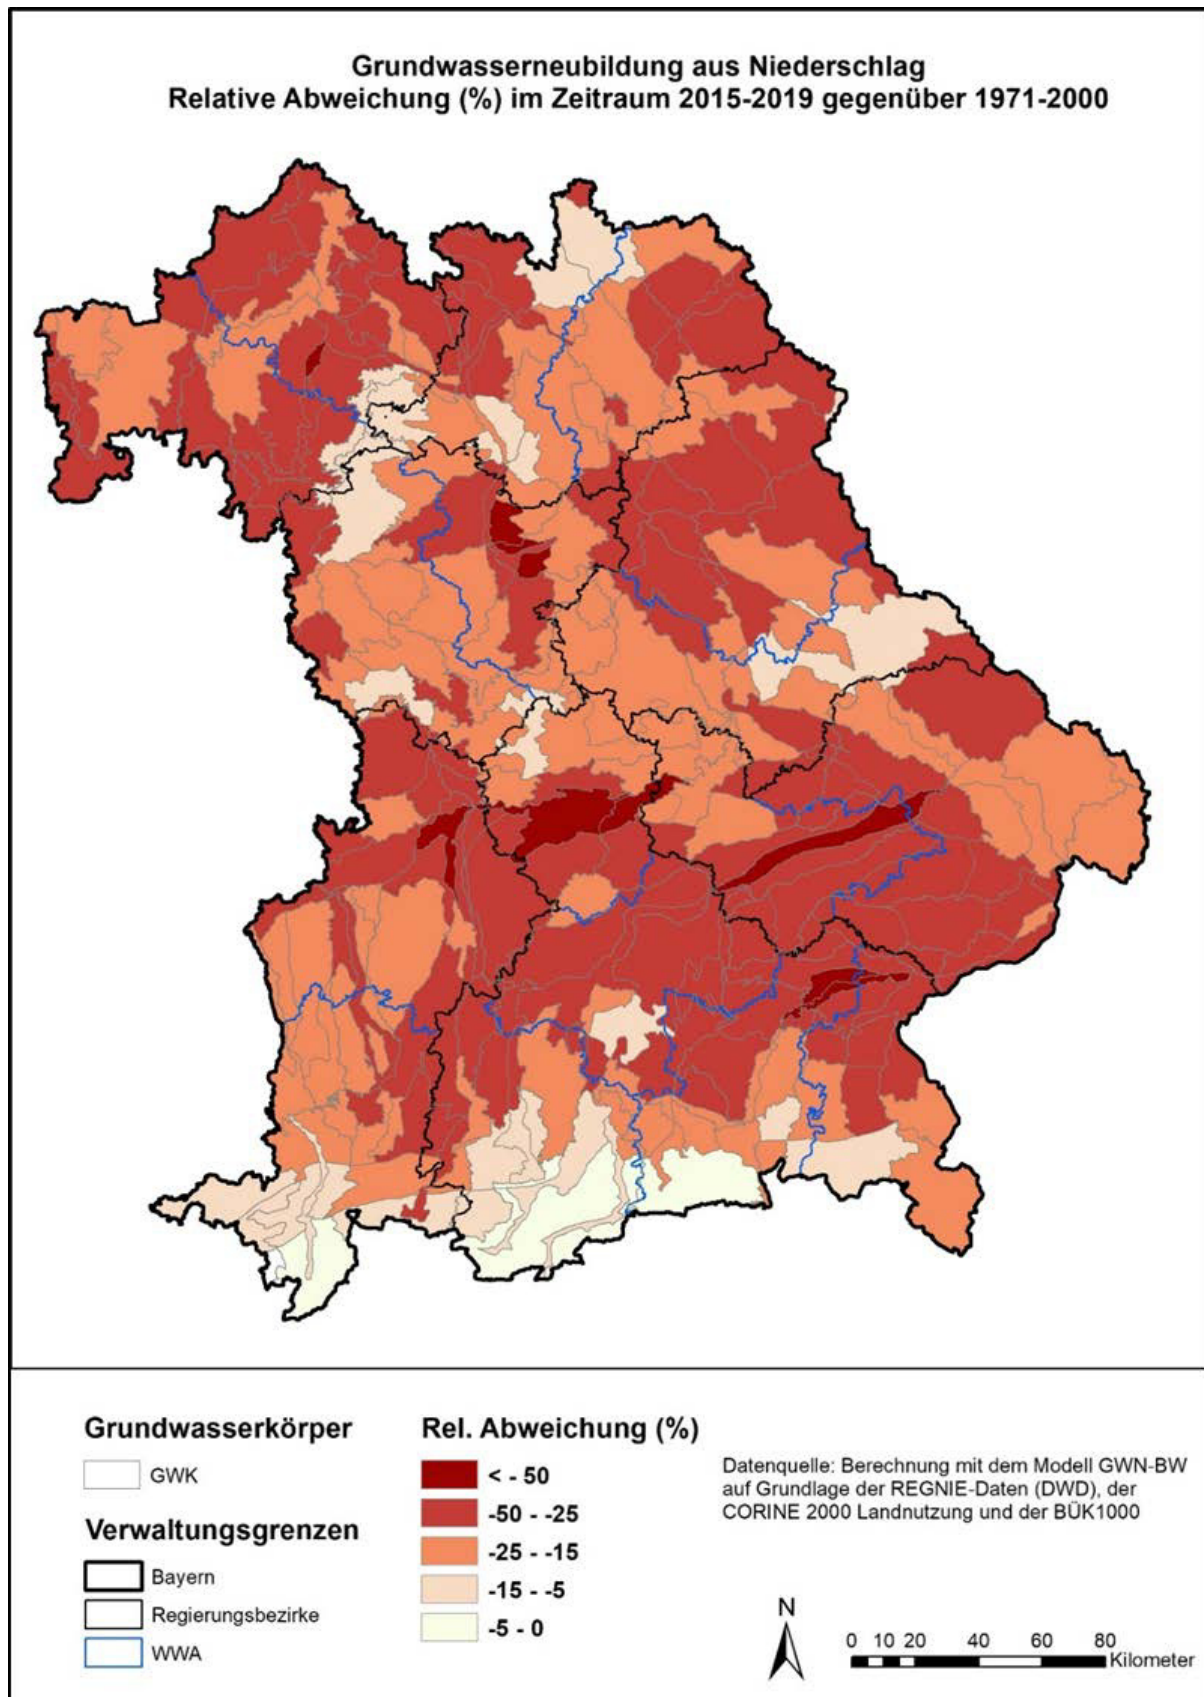 Grundwasserneubildung aus Niederschlag
Relative Abweichung (%) im Zeitraum 2015-2019 gegenüber 1971-2000
Grundwasserkörper
GWK
Verwaltungsgrenzen
Bayern
Regierungsbezirke
WWA
Rel. Abweichung (%)
< - 50
-50 - -25
-25 - -15
-15 - -5
-5 - 0
Datenquelle: Berechnung mit dem Modell GWN-BW
auf Grundlage der REGNIE-Daten (DWD), der
CORINE 2000 Landnutzung und der BÜK1000
N
0 10 20 40 60 80
Kilometer